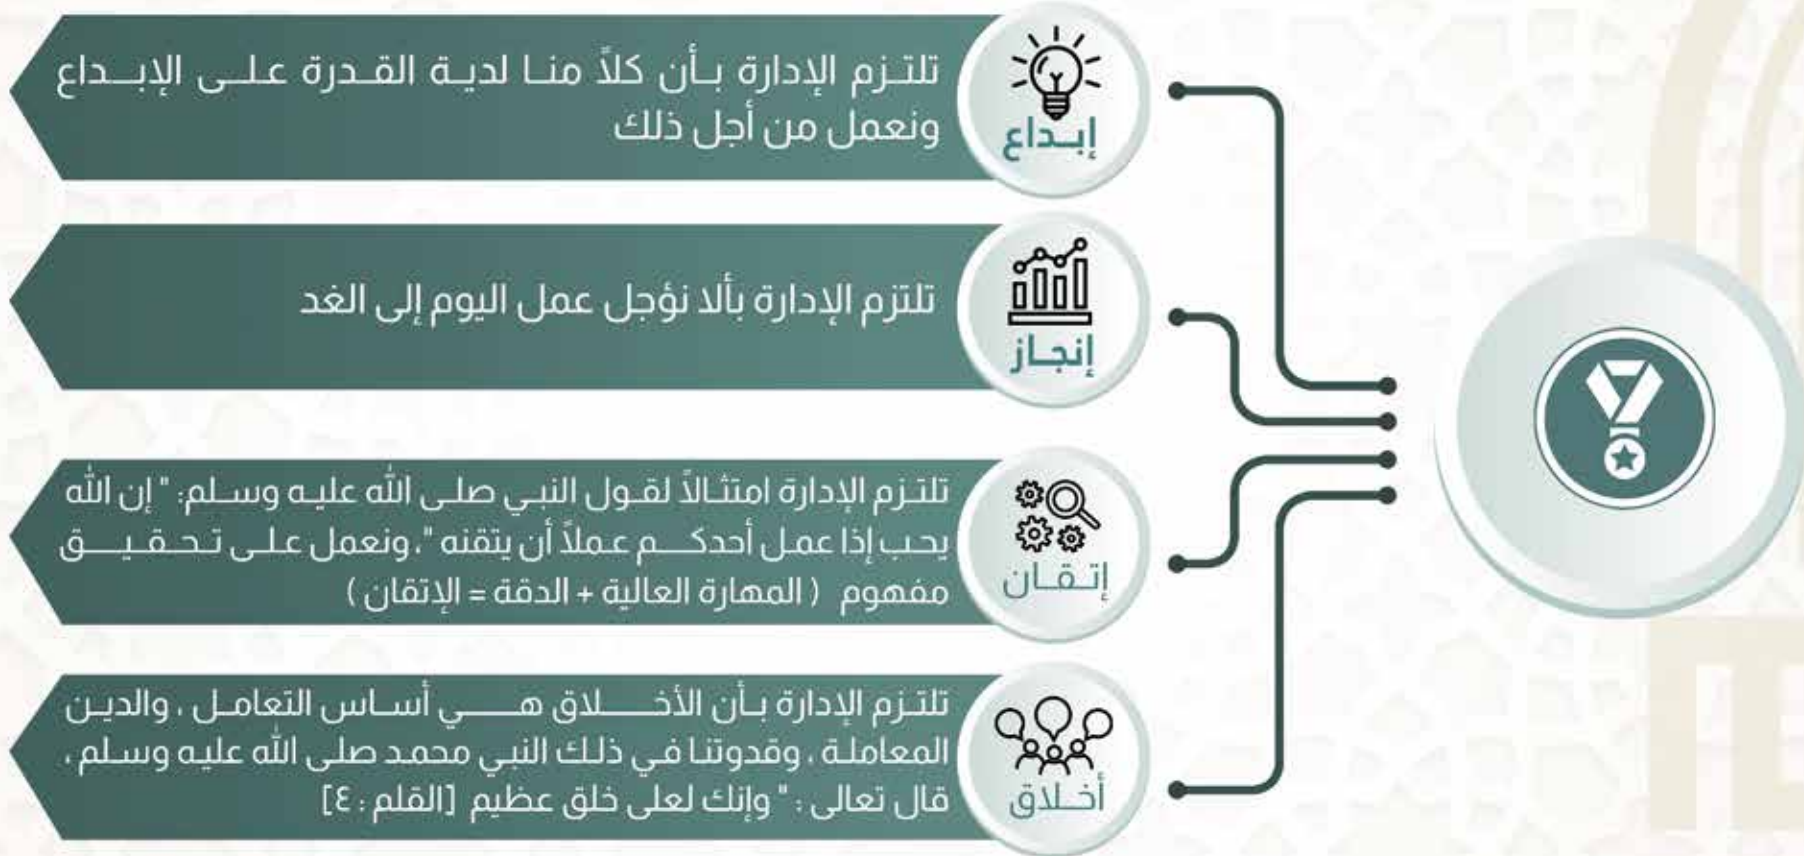 إبداع
تلتزم الإدارة بأن كلاً منا لدية القدرة على الإبداع
ونعمل من أجل ذلك
إنجاز
تلتزم الإدارة بألا نؤجل عمل اليوم إلى الغد
إتقان
تلتزم الإدارة امتثالاً لقول النبي صلى الله عليه وسلم: " إن الله
يحب إذا عمل أحدكم عملاً أن يتقنه "، ونعمل على تحقيق
مفهوم ( المهارة العالية + الدقة = الإتقان )
أخلاق
تلتزم الإدارة بأن الأخلاق هي أساس التعامل ، والدين
المعاملة ، وقدوتنا في ذلك النبي محمد صلى الله عليه وسلم ،
قال تعالى : " وإنك لعلى خلق عظيم [القلم : ٤]